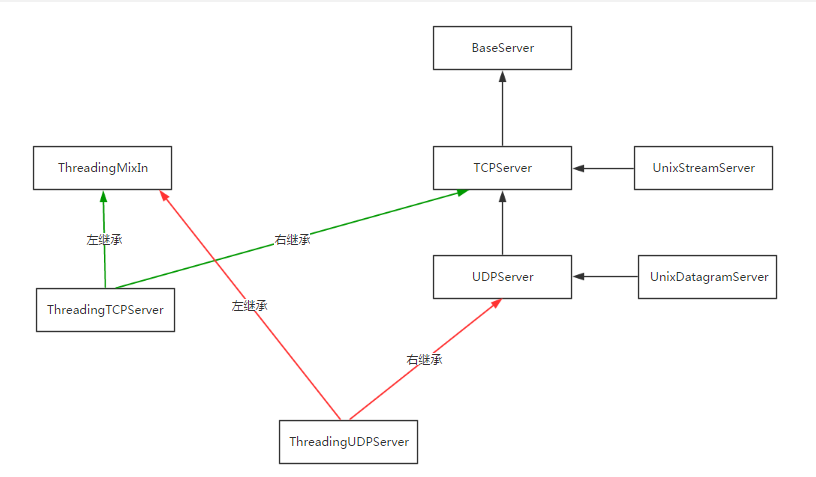 BaseServer
ThreadingMixIn
TCPServer
UnixStreamServer
左继承
右继承
UDPServer
UnixDatagramServer
ThreadingTCPServer
左继承
右继承
ThreadingUDPServer